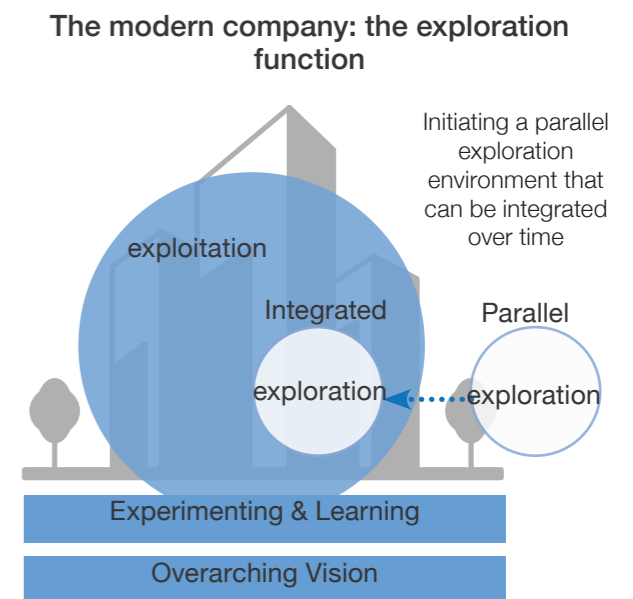 The modern company: the exploration
function
Initiating a parallel
exploration
environment that
can be integrated
over time
exploitation
Integrated
Parallel
exploration
exploration
Experimenting & Learning
Overarching Vision